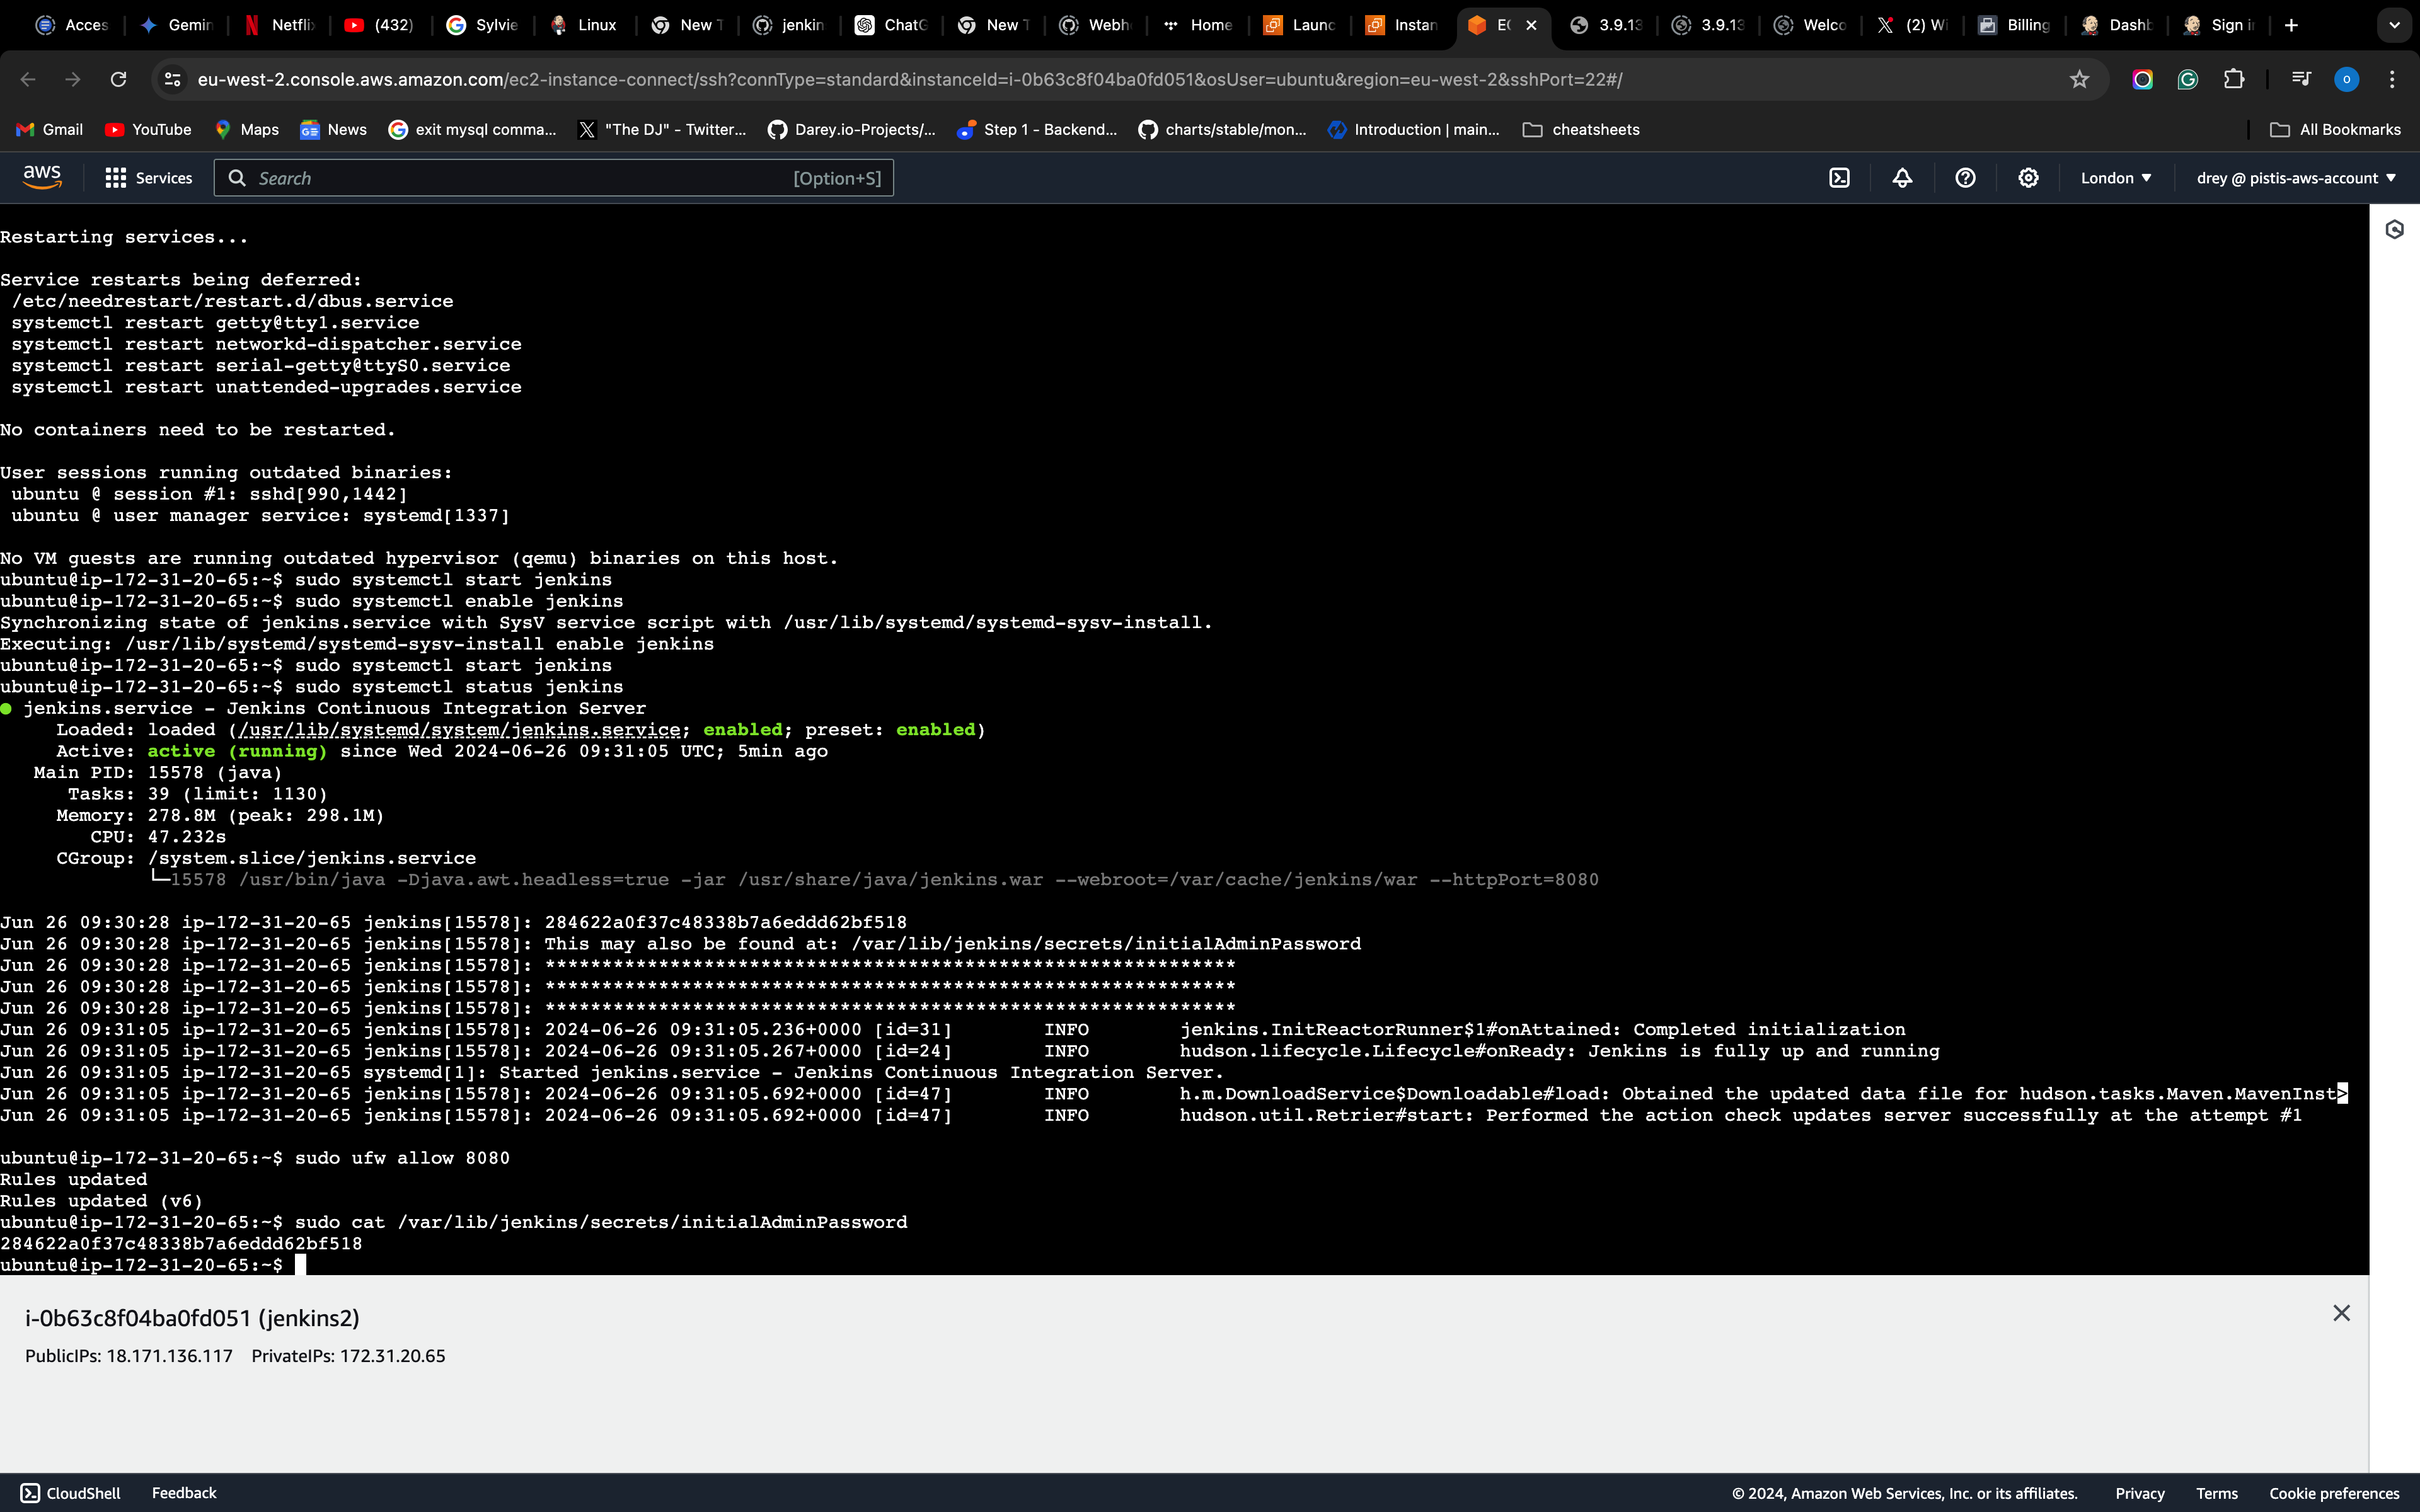 Acces
Gemin
Netflix
(432)
Sylvie
Linux
New T
jenkin
ChatG
New T
Webh
Home
Launc
Instan
EC
3.9.13
3.9.13
Welco
(2) Wi
Billing
Dashb
Sign in
eu-west-2.console.aws.amazon.com/ec2-instance-connect/ssh?connType=standard&instanceId=i-0b63c8f04ba0fd051&osUser=ubuntu&region=eu-west-2&sshPort=22#/
Gmail YouTube Maps News exit mysql comma... "The DJ" - Twitter... Darey.io-Projects/... Step 1 - Backend... charts/stable/mon... Introduction | main... cheatsheets All Bookmarks
aws Services Search [Option+S] London drey @ pistis-aws-account
Restarting services...
Service restarts being deferred:
/etc/needrestart/restart.d/dbus.service
systemctl restart getty@tty1.service
systemctl restart networkd-dispatcher.service
systemctl restart serial-getty@ttyS0.service
systemctl restart unattended-upgrades.service
No containers need to be restarted.
User sessions running outdated binaries:
ubuntu @ session #1: sshd[990,1442]
ubuntu @ user manager service: systemd[1337]
No VM guests are running outdated hypervisor (qemu) binaries on this host.
ubuntu@ip-172-31-20-65:~$ sudo systemctl start jenkins
ubuntu@ip-172-31-20-65:~$ sudo systemctl enable jenkins
Synchronizing state of jenkins.service with SysV service script with /usr/lib/systemd/systemd-sysv-install.
Executing: /usr/lib/systemd/systemd-sysv-install enable jenkins
ubuntu@ip-172-31-20-65:~$ sudo systemctl start jenkins
ubuntu@ip-172-31-20-65:~$ sudo systemctl status jenkins
● jenkins.service - Jenkins Continuous Integration Server
Loaded: loaded (/usr/lib/systemd/system/jenkins.service; enabled; preset: enabled)
Active: active (running) since Wed 2024-06-26 09:31:05 UTC; 5min ago
Main PID: 15578 (java)
Tasks: 39 (limit: 1130)
Memory: 278.8M (peak: 298.1M)
CPU: 47.232s
CGroup: /system.slice/jenkins.service
└─15578 /usr/bin/java -Djava.awt.headless=true -jar /usr/share/java/jenkins.war --webroot=/var/cache/jenkins/war --httpPort=8080
Jun 26 09:30:28 ip-172-31-20-65 jenkins[15578]: 284622a0f37c48338b7a6eddd62bf518
Jun 26 09:30:28 ip-172-31-20-65 jenkins[15578]: This may also be found at: /var/lib/jenkins/secrets/initialAdminPassword
Jun 26 09:30:28 ip-172-31-20-65 jenkins[15578]: *************************************************************
Jun 26 09:30:28 ip-172-31-20-65 jenkins[15578]: *************************************************************
Jun 26 09:30:28 ip-172-31-20-65 jenkins[15578]: *************************************************************
Jun 26 09:31:05 ip-172-31-20-65 jenkins[15578]: 2024-06-26 09:31:05.236+0000 [id=31] INFO jenkins.InitReactorRunner$1#onAttained: Completed initialization
Jun 26 09:31:05 ip-172-31-20-65 jenkins[15578]: 2024-06-26 09:31:05.267+0000 [id=24] INFO hudson.lifecycle.Lifecycle#onReady: Jenkins is fully up and running
Jun 26 09:31:05 ip-172-31-20-65 systemd[1]: Started jenkins.service - Jenkins Continuous Integration Server.
Jun 26 09:31:05 ip-172-31-20-65 jenkins[15578]: 2024-06-26 09:31:05.692+0000 [id=47] INFO h.m.DownloadService$Downloadable#load: Obtained the updated data file for hudson.tasks.Maven.MavenInst>
Jun 26 09:31:05 ip-172-31-20-65 jenkins[15578]: 2024-06-26 09:31:05.692+0000 [id=47] INFO hudson.util.Retrier#start: Performed the action check updates server successfully at the attempt #1
ubuntu@ip-172-31-20-65:~$ sudo ufw allow 8080
Rules updated
Rules updated (v6)
ubuntu@ip-172-31-20-65:~$ sudo cat /var/lib/jenkins/secrets/initialAdminPassword
284622a0f37c48338b7a6eddd62bf518
ubuntu@ip-172-31-20-65:~$
i-0b63c8f04ba0fd051 (jenkins2)
PublicIPs: 18.171.136.117 PrivateIPs: 172.31.20.65
CloudShell Feedback © 2024, Amazon Web Services, Inc. or its affiliates. Privacy Terms Cookie preferences